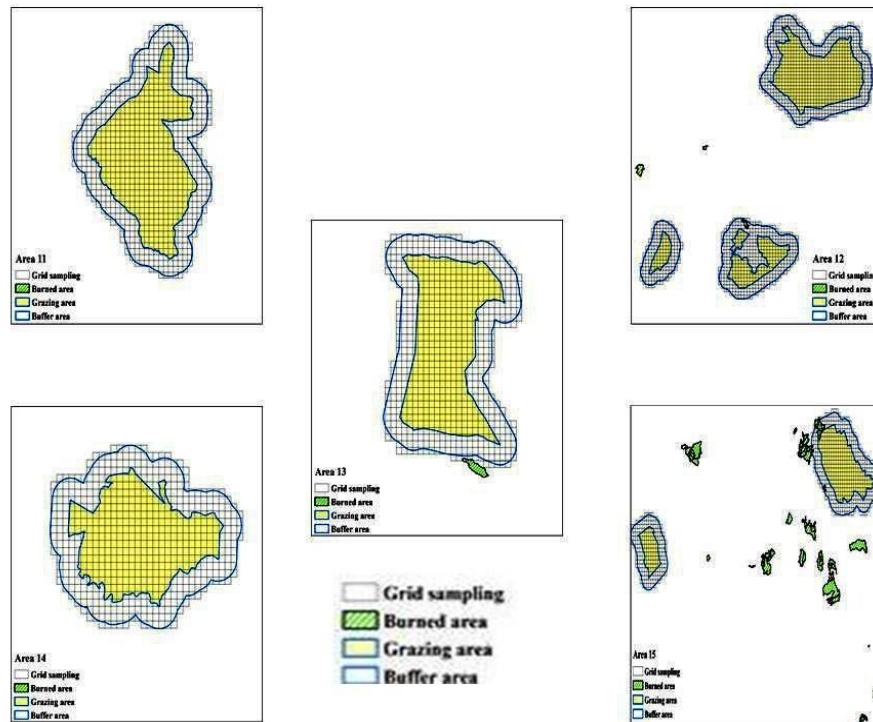 Area 11
Grid sampling
Burned area
Grazing area
Buffer area
Area 12
Grid sampling
Burned area
Grazing area
Buffer area
Area 13
Grid sampling
Burned area
Grazing area
Buffer area
Area 14
Grid sampling
Burned area
Grazing area
Buffer area
Area 15
Grid sampling
Burned area
Grazing area
Buffer area
Grid sampling
Burned area
Grazing area
Buffer area